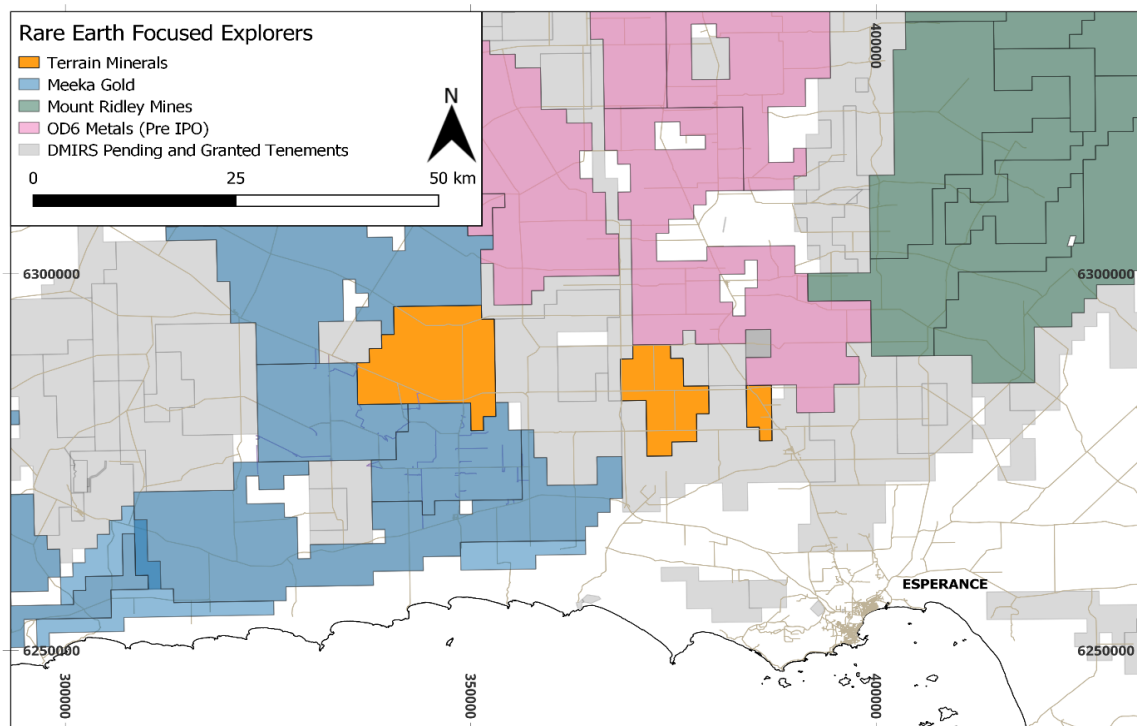 Rare Earth Focused Explorers
Terrain Minerals
Meeka Gold
Mount Ridley Mines
OD6 Metals (Pre IPO)
DMIRS Pending and Granted Tenements
N
0 25 50 km
400000
6300000 6300000
ESPERANCE
6250000 6250000
300000 350000 400000